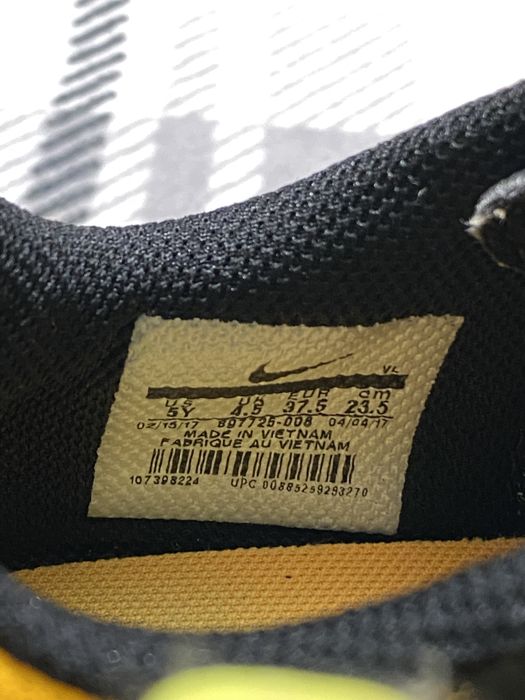 VL
US UK EUR cm
5Y 4.5 37.5 23.5
02/15/17 897725-008 04/04/17
MADE IN VIETNAM
FABRIQUE AU VIETNAM
107398224 UPC 00885259293270